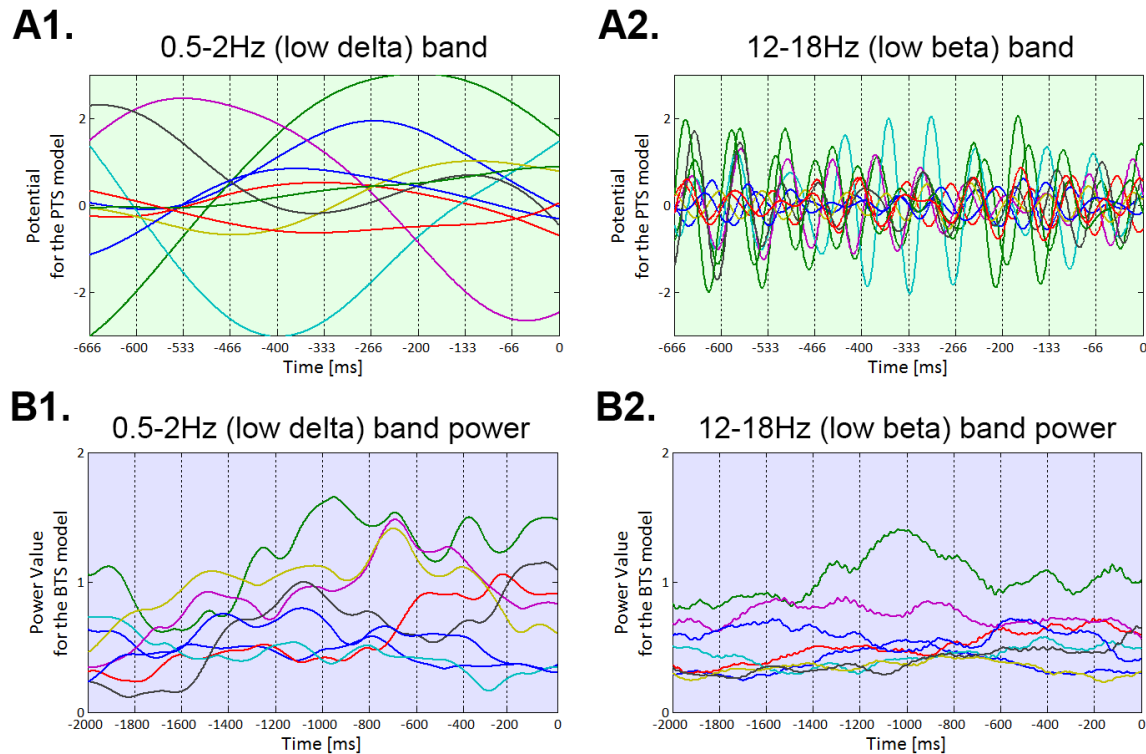 A1.
0.5-2Hz (low delta) band
Potential
for the PTS model
2
0
-2
-666 -600 -533 -466 -400 -333 -266 -200 -133 -66 0
Time [ms]
A2.
12-18Hz (low beta) band
Potential
for the PTS model
2
0
-2
-666 -600 -533 -466 -400 -333 -266 -200 -133 -66 0
Time [ms]
B1.
0.5-2Hz (low delta) band power
Power Value
for the BTS model
2
1
0
-2000 -1800 -1600 -1400 -1200 -1000 -800 -600 -400 -200 0
Time [ms]
B2.
12-18Hz (low beta) band power
Power Value
for the BTS model
2
1
0
-2000 -1800 -1600 -1400 -1200 -1000 -800 -600 -400 -200 0
Time [ms]